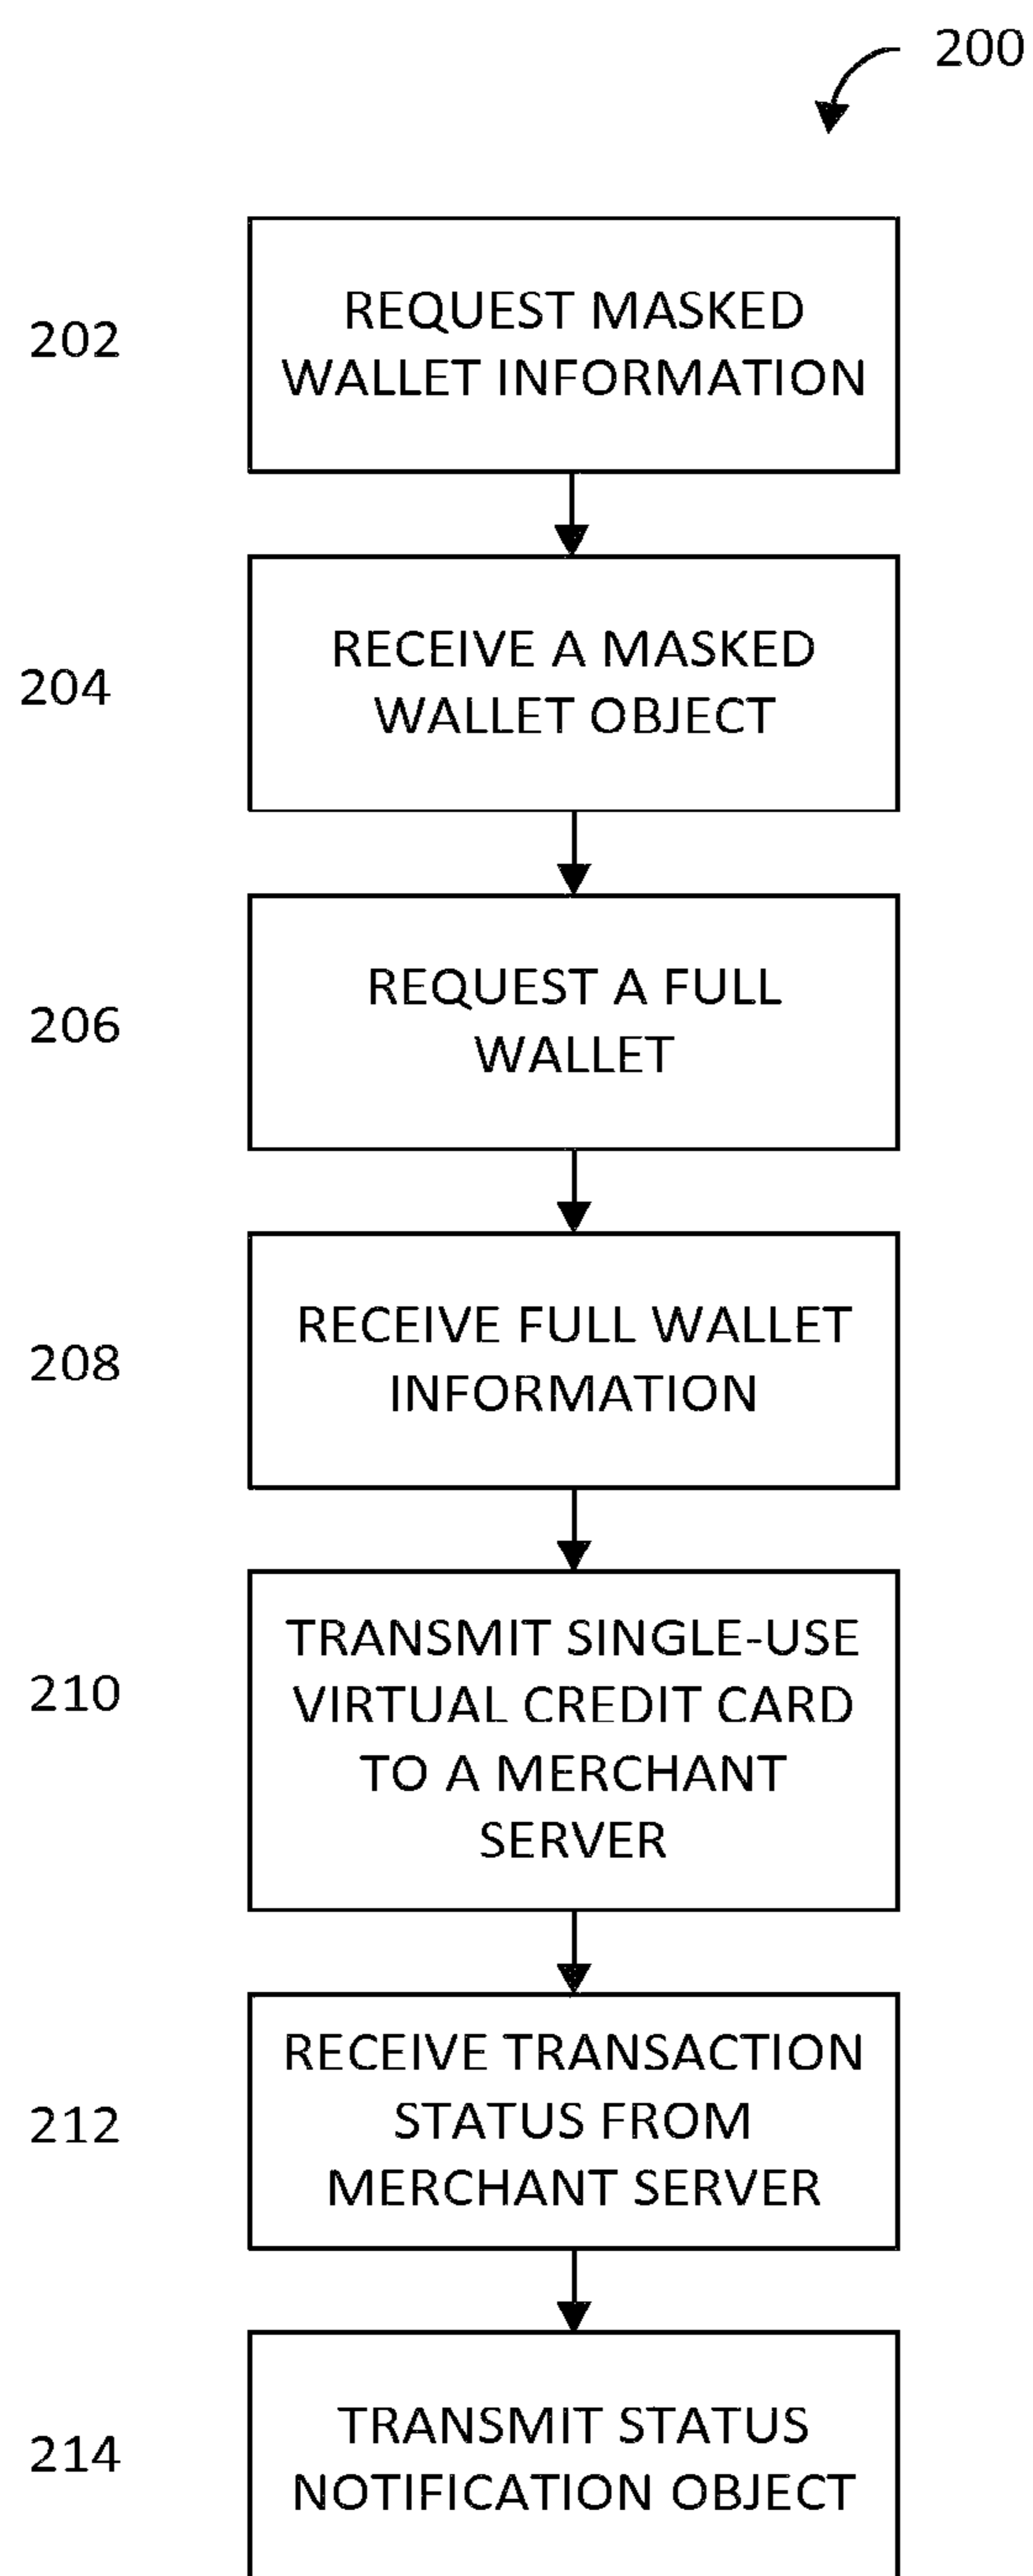 200
202
REQUEST MASKED
WALLET INFORMATION
204
RECEIVE A MASKED
WALLET OBJECT
206
REQUEST A FULL
WALLET
208
RECEIVE FULL WALLET
INFORMATION
210
TRANSMIT SINGLE-USE
VIRTUAL CREDIT CARD
TO A MERCHANT
SERVER
212
RECEIVE TRANSACTION
STATUS FROM
MERCHANT SERVER
214
TRANSMIT STATUS
NOTIFICATION OBJECT